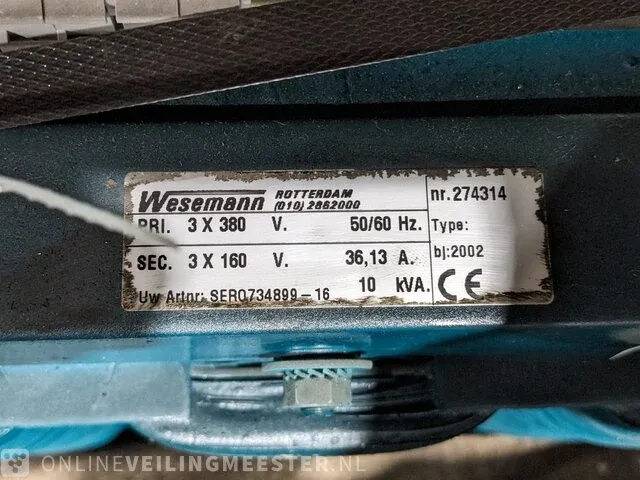 Wesemann ROTTERDAM
(010) 2862000
nr. 274314
PRI. 3 X 380 V. 50/60 Hz.
Type:
SEC. 3 X 160 V. 36,13 A.
bj: 2002
10 kVA.
CE
Uw Artnr: SERO734899-16
ONLINEVEILINGMEESTER.NL